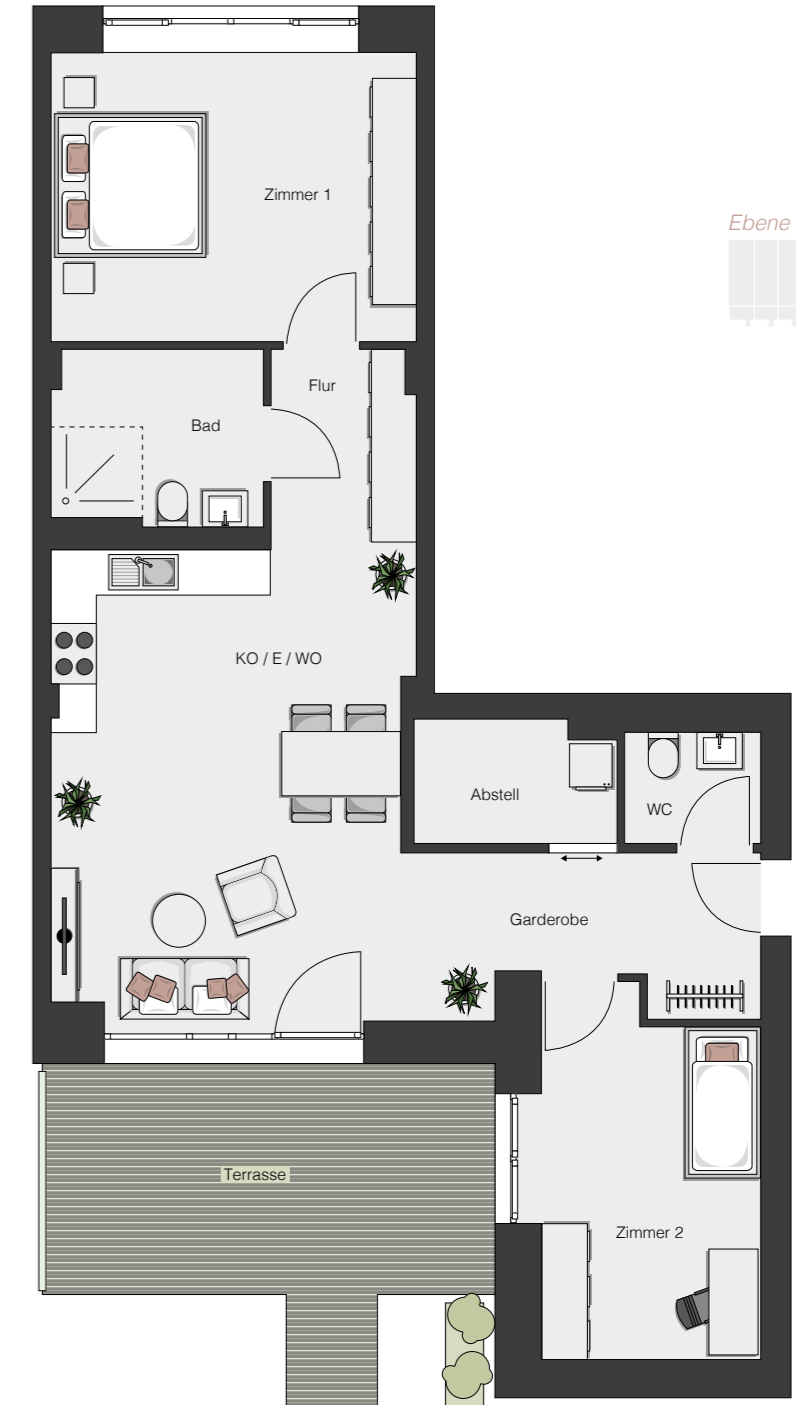 Zimmer 1
Ebene
Flur
Bad
KO / E / WO
Abstell
WC
Garderobe
Terrasse
Zimmer 2